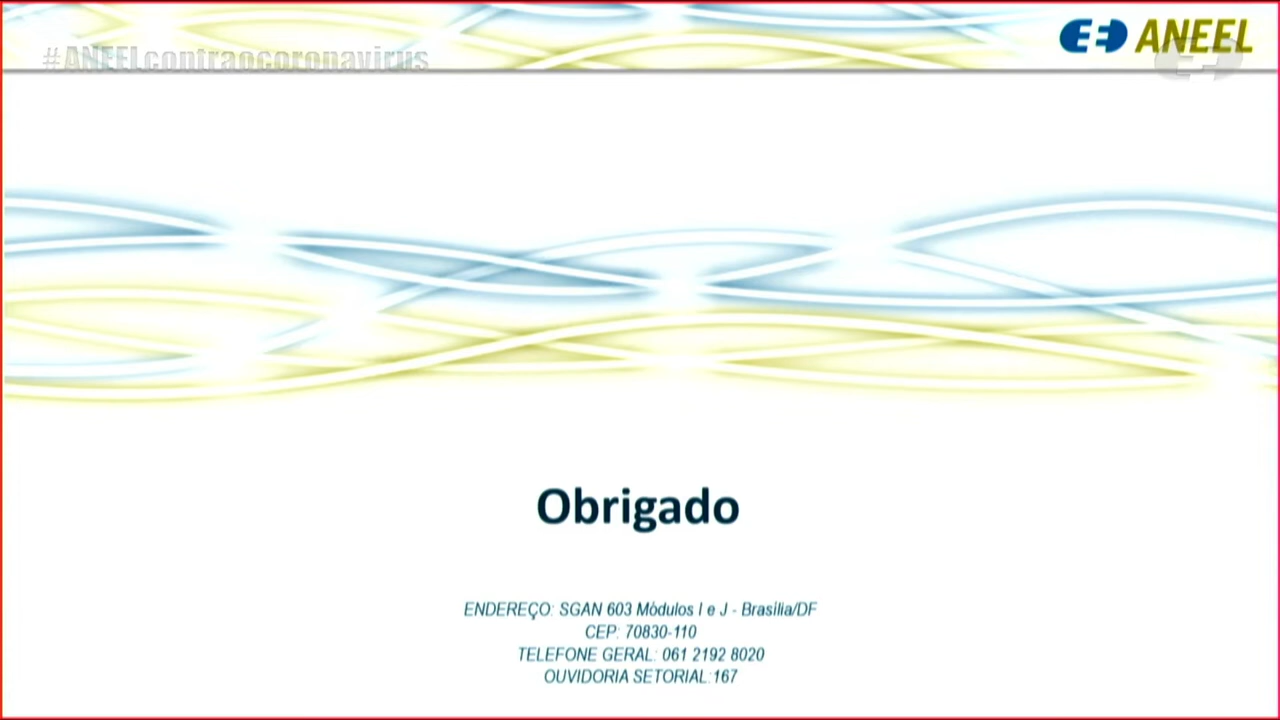 #ANEELcontraocoronavirus
ANEEL
Obrigado
ENDEREÇO: SGAN 603 Módulos I e J - Brasília/DF
CEP: 70830-110
TELEFONE GERAL: 061 2192 8020
OUVIDORIA SETORIAL:167